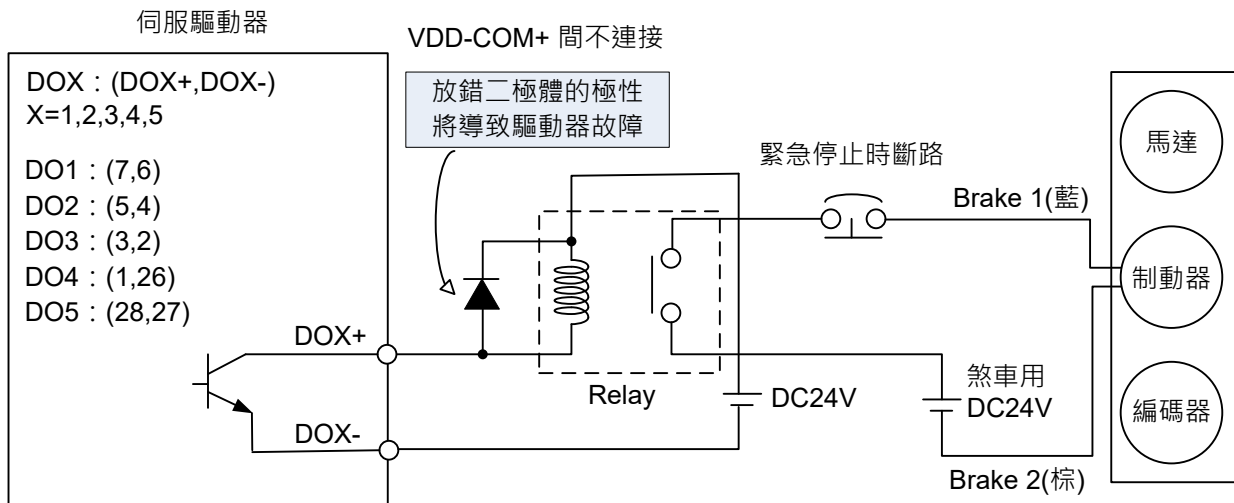 伺服驅動器
VDD-COM+ 間不連接
DOX：(DOX+,DOX-)
X=1,2,3,4,5
放錯二極體的極性
將導致驅動器故障
DO1：(7,6)
DO2：(5,4)
DO3：(3,2)
DO4：(1,26)
DO5：(28,27)
緊急停止時斷路
馬達
Brake 1(藍)
制動器
DOX+
Relay
DC24V
煞車用
DC24V
編碼器
DOX-
Brake 2(棕)